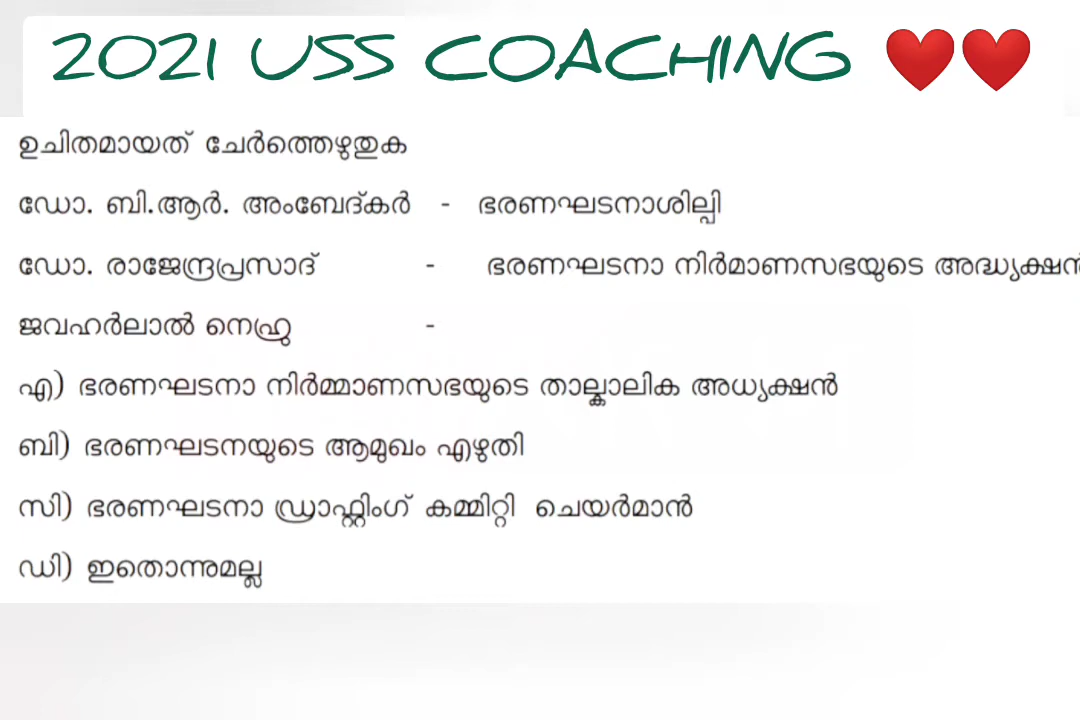 2021 USS COACHING ❤️❤️
ഉചിതമായത് ചേർത്തെഴുതുക
ഡോ. ബി.ആർ. അംബേദ്കർ - ഭരണഘടനാശില്പി
ഡോ. രാജേന്ദ്രപ്രസാദ് - ഭരണഘടനാ നിർമാണസഭയുടെ അദ്ധ്യക്ഷൻ
ജവഹർലാൽ നെഹ്രു -
എ) ഭരണഘടനാ നിർമ്മാണസഭയുടെ താല്കാലിക അധ്യക്ഷൻ
ബി) ഭരണഘടനയുടെ ആമുഖം എഴുതി
സി) ഭരണഘടനാ ഡ്രാഫ്റ്റിംഗ് കമ്മിറ്റി ചെയർമാൻ
ഡി) ഇതൊന്നുമല്ല